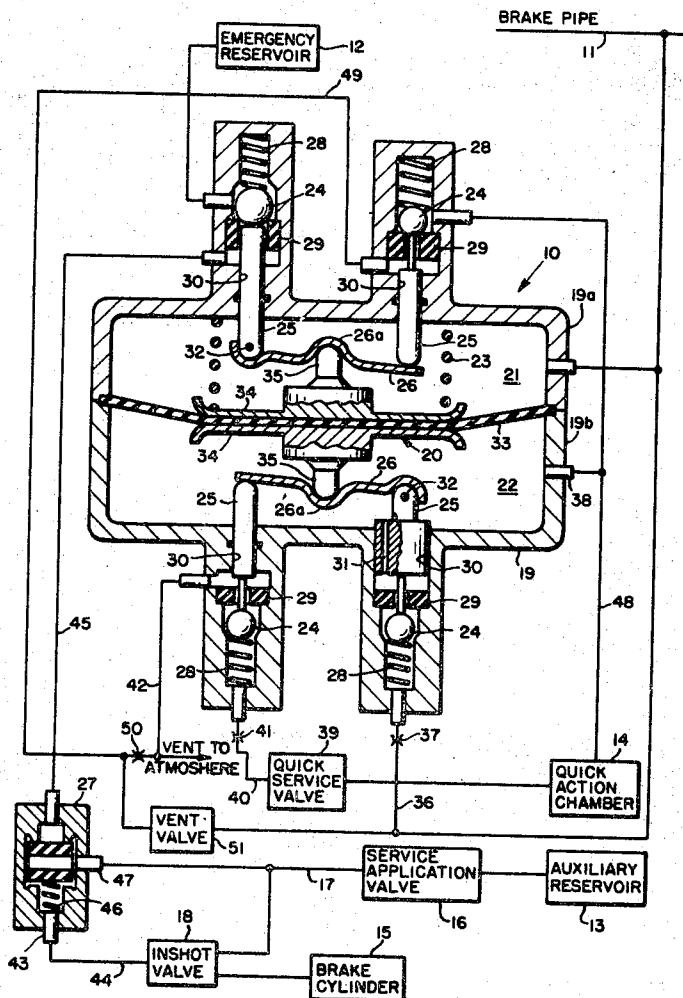 BRAKE PIPE
11
EMERGENCY
RESERVOIR
12
49
28
28
24
24
29
29
10
30
30
19a
25
26a
25
32
23
35
26
21
34
33
19b
34
20
22
38
35
26
32
25
25
26a
30
31
30
19
29
29
45
24
24
48
28
28
42
41
39
37
14
50
VENT TO
ATMOSHERE
QUICK
SERVICE
VALVE
QUICK
ACTION
CHAMBER
40
27
36
VENT
VALVE
51
47
17
SERVICE
APPLICATION
VALVE
AUXILIARY
RESERVOIR
46
18
16
13
43
INSHOT
VALVE
15
44
BRAKE
CYLINDER